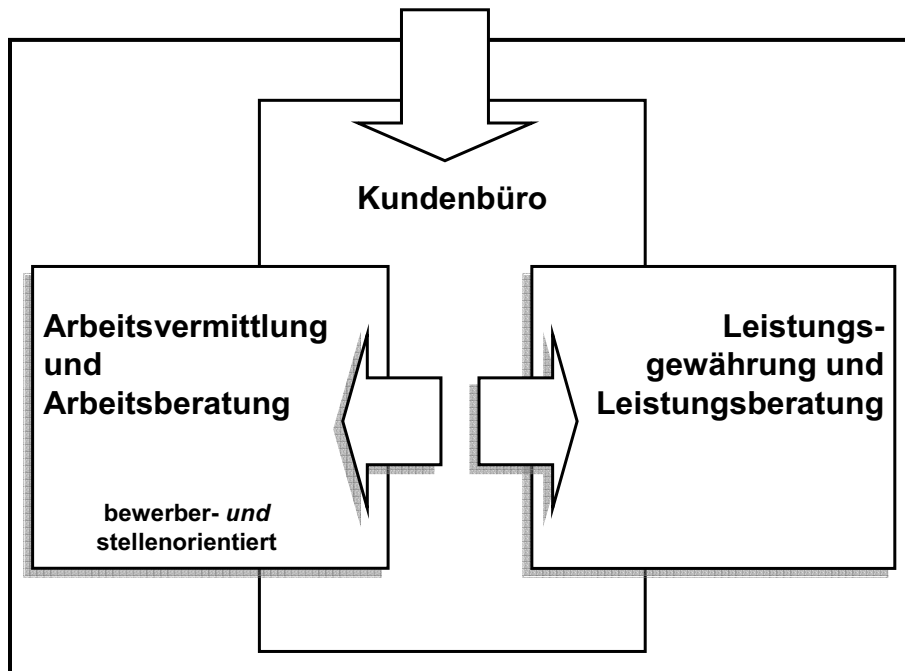 Kundenbüro
Arbeitsvermittlung
und
Arbeitsberatung
bewerber- und
stellenorientiert
Leistungs-
gewährung und
Leistungsberatung